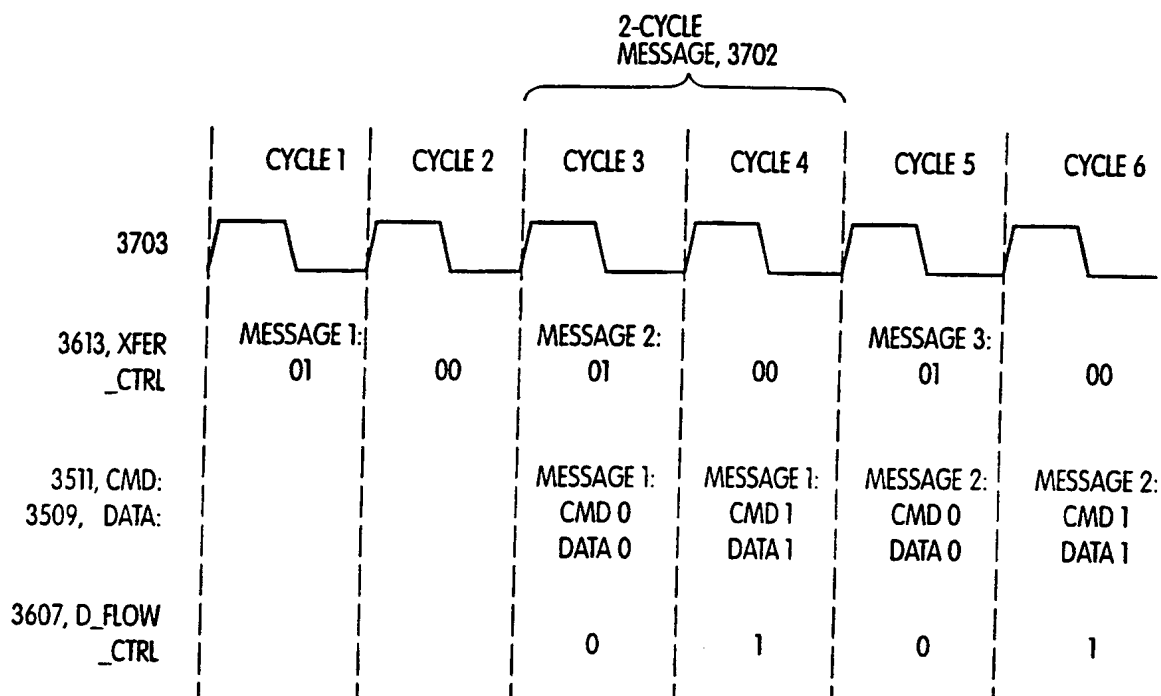 2-CYCLE
MESSAGE, 3702
CYCLE 1 CYCLE 2 CYCLE 3 CYCLE 4 CYCLE 5 CYCLE 6
3703
3613, XFER
_CTRL
MESSAGE 1:
01
00
MESSAGE 2:
01
00
MESSAGE 3:
01
00
3511, CMD:
3509, DATA:
MESSAGE 1:
CMD 0
DATA 0
MESSAGE 1:
CMD 1
DATA 1
MESSAGE 2:
CMD 0
DATA 0
MESSAGE 2:
CMD 1
DATA 1
3607, D_FLOW
_CTRL
0 1 0 1